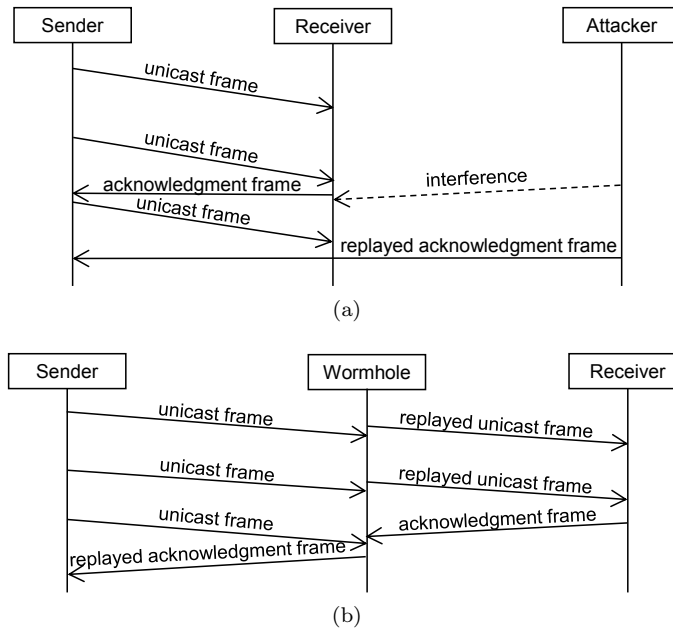 Sender Receiver Attacker
unicast frame
unicast frame
interference
acknowledgment frame
unicast frame
replayed acknowledgment frame
(a)
Sender Wormhole Receiver
unicast frame
replayed unicast frame
unicast frame
replayed unicast frame
unicast frame
acknowledgment frame
replayed acknowledgment frame
(b)